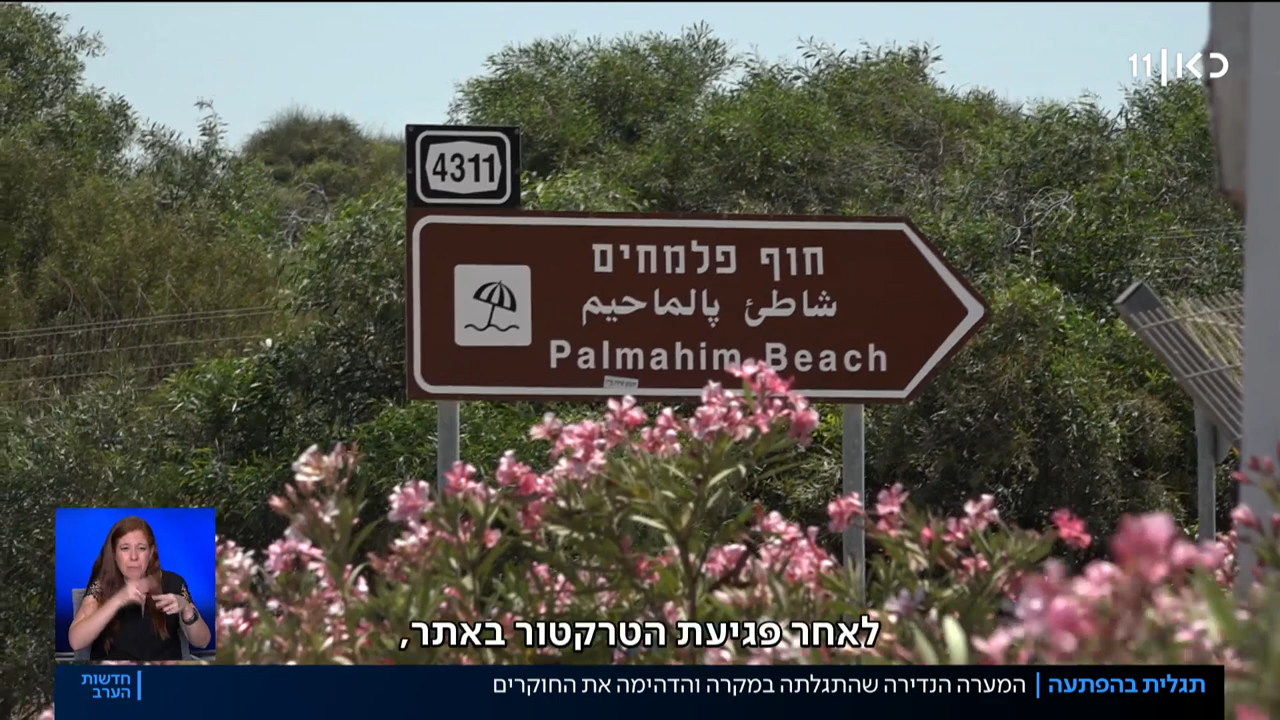 כאן 11
4311
חוף פלמחים
شاطئ پالماحيم
Palmahim Beach
לאחר פגיעת הטרקטור באתר,
תגלית בהפתעה | המערה הנדירה שהתגלתה במקרה והדהימה את החוקרים
חדשות
הערב